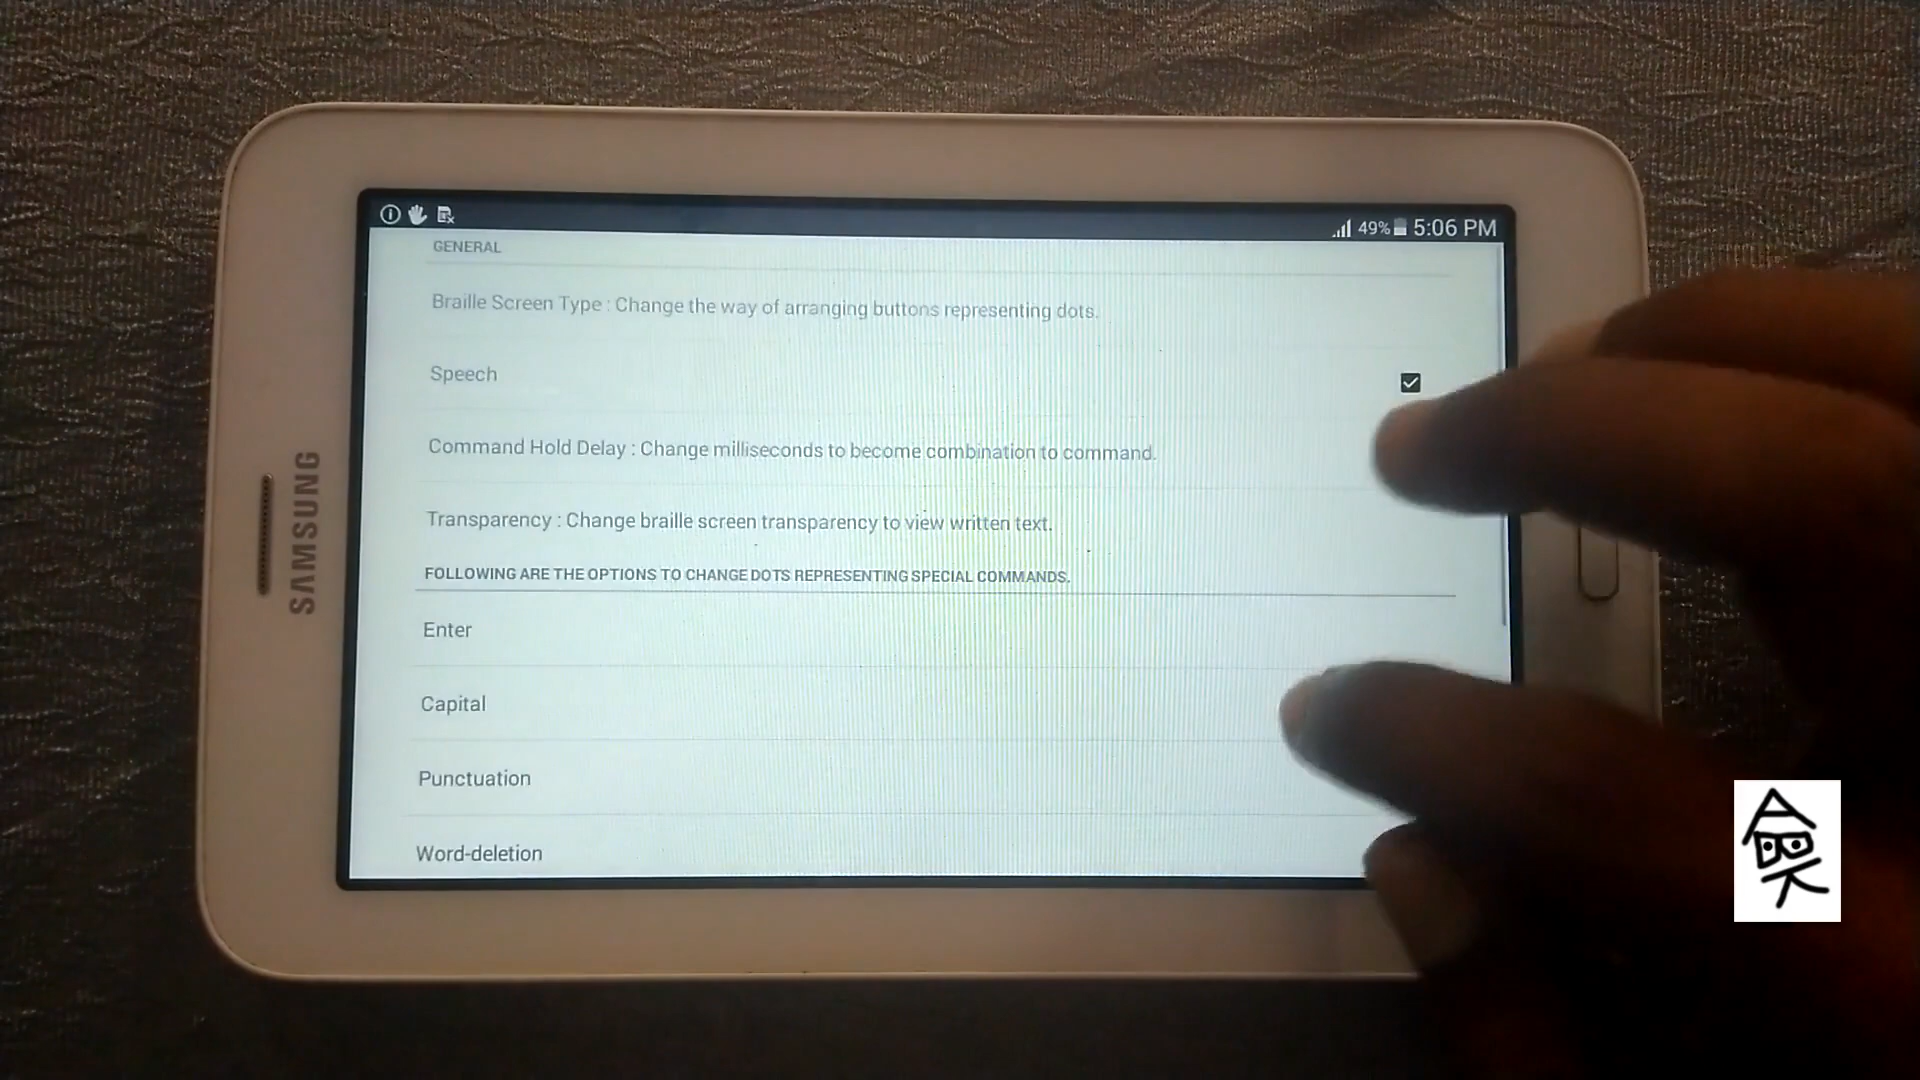 49% 5:06 PM
GENERAL
Braille Screen Type : Change the way of arranging buttons representing dots.
Speech
Command Hold Delay : Change milliseconds to become combination to command.
Transparency : Change braille screen transparency to view written text.
FOLLOWING ARE THE OPTIONS TO CHANGE DOTS REPRESENTING SPECIAL COMMANDS.
Enter
Capital
Punctuation
Word-deletion
SAMSUNG